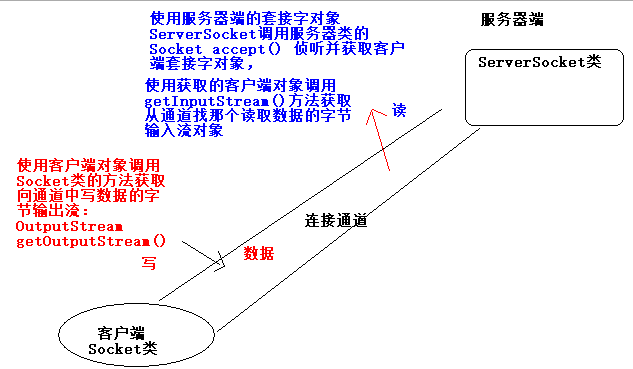 使用服务器端的套接字对象
ServerSocket调用服务器类的
Socket accept() 侦听并获取客户
端套接字对象,
使用获取的客户端对象调用
getInputStream()方法获取
从通道找那个读取数据的字节
输入流对象
服务器端
ServerSocket类
读
使用客户端对象调用
Socket类的方法获取
向通道中写数据的字
节输出流:
OutputStream
getOutputStream()
写
数据
连接通道
客户端
Socket类